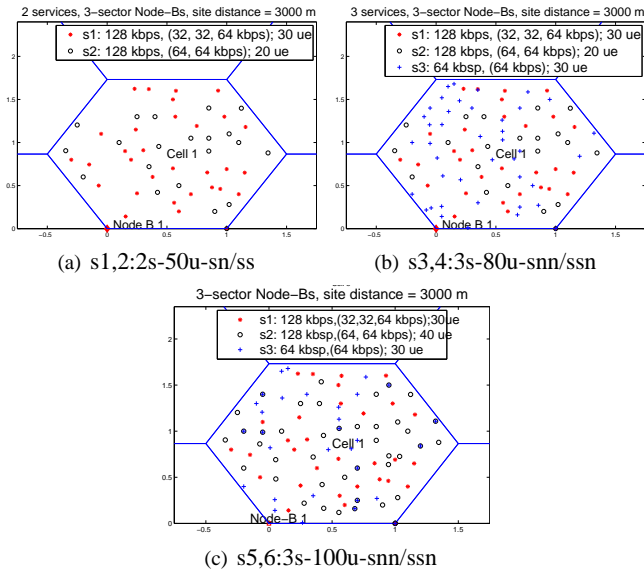 2 services, 3-sector Node-Bs, site distance = 3000 m
s1: 128 kbps, (32, 32, 64 kbps); 30 ue
s2: 128 kbps, (64, 64 kbps); 20 ue
2
1.5
1
0.5
0
Cell 1
Node B 1
−0.5 0 0.5 1 1.5
(a) s1,2:2s-50u-sn/ss
3 services, 3-sector Node-Bs, site distance = 3000 m
s1: 128 kbps, (32, 32, 64 kbps); 30 ue
s2: 128 kbps, (64, 64 kbps); 20 ue
s3: 64 kbsp, (64 kbps); 30 ue
2
1.5
1
0.5
0
Cell 1
Node B 1
−0.5 0 0.5 1 1.5
(b) s3,4:3s-80u-snn/ssn
3-sector Node−Bs, site distance = 3000 m
s1: 128 kbps,(32,32,64 kbps);30ue
s2: 128 kbsp,(64, 64 kbps); 40 ue
s3: 64 kbsp,(64 kbps); 30 ue
2
1.5
1
0.5
0
Cell 1
Node−B 1
−0.5 0 0.5 1 1.5
(c) s5,6:3s-100u-snn/ssn